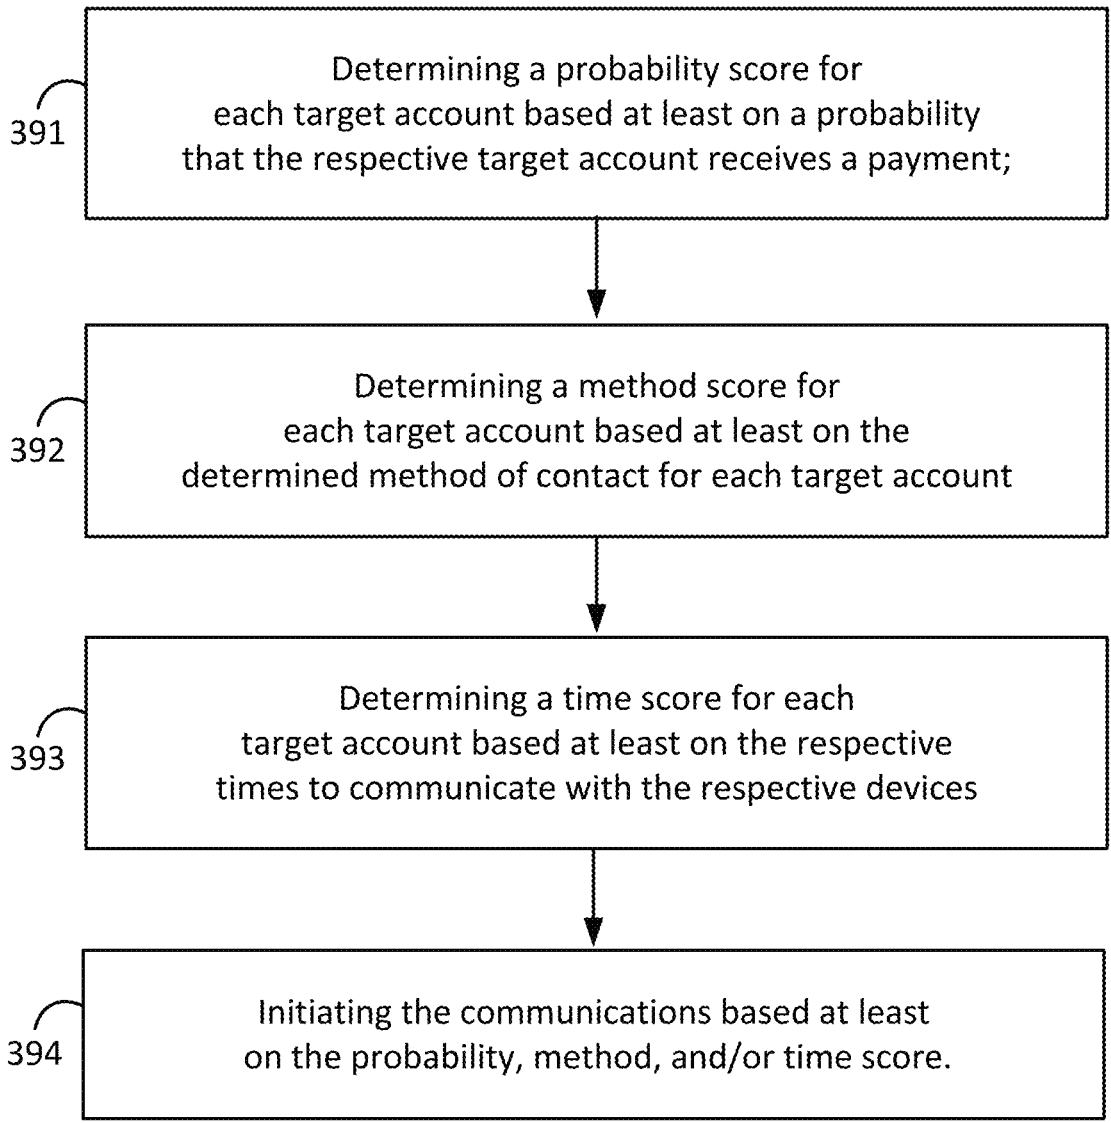 Determining a probability score for
each target account based at least on a probability
that the respective target account receives a payment;
391
Determining a method score for
each target account based at least on the
determined method of contact for each target account
392
Determining a time score for each
target account based at least on the respective
times to communicate with the respective devices
393
Initiating the communications based at least
on the probability, method, and/or time score.
394